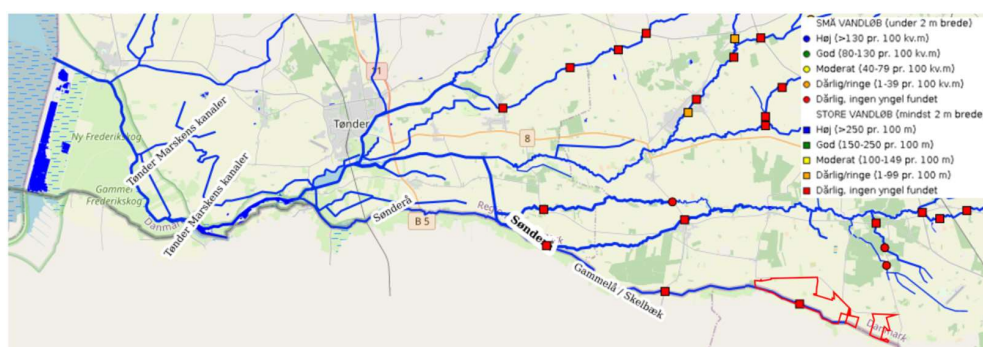 SMÅ VANDLØB (under 2 m brede)
Høj (>130 pr. 100 kv.m)
God (80-130 pr. 100 kv.m)
Moderat (40-79 pr. 100 kv.m)
Dårlig/ringe (1-39 pr. 100 kv.m)
Dårlig, ingen yngel fundet
STORE VANDLØB (mindst 2 m brede
Høj (>250 pr. 100 m)
God (150-250 pr. 100 m)
Moderat (100-149 pr. 100 m)
Dårlig/ringe (1-99 pr. 100 m)
Dårlig, ingen yngel fundet
11
Tønder
Ny Frederikskog
8
Tønder Marskens kanaler
Gammel
Frederikskog
Danmar
Tønder Marskens kanaler
Sønderå
B 5
Reg
Sønderå
Gammelå / Skelbæk
Danmark